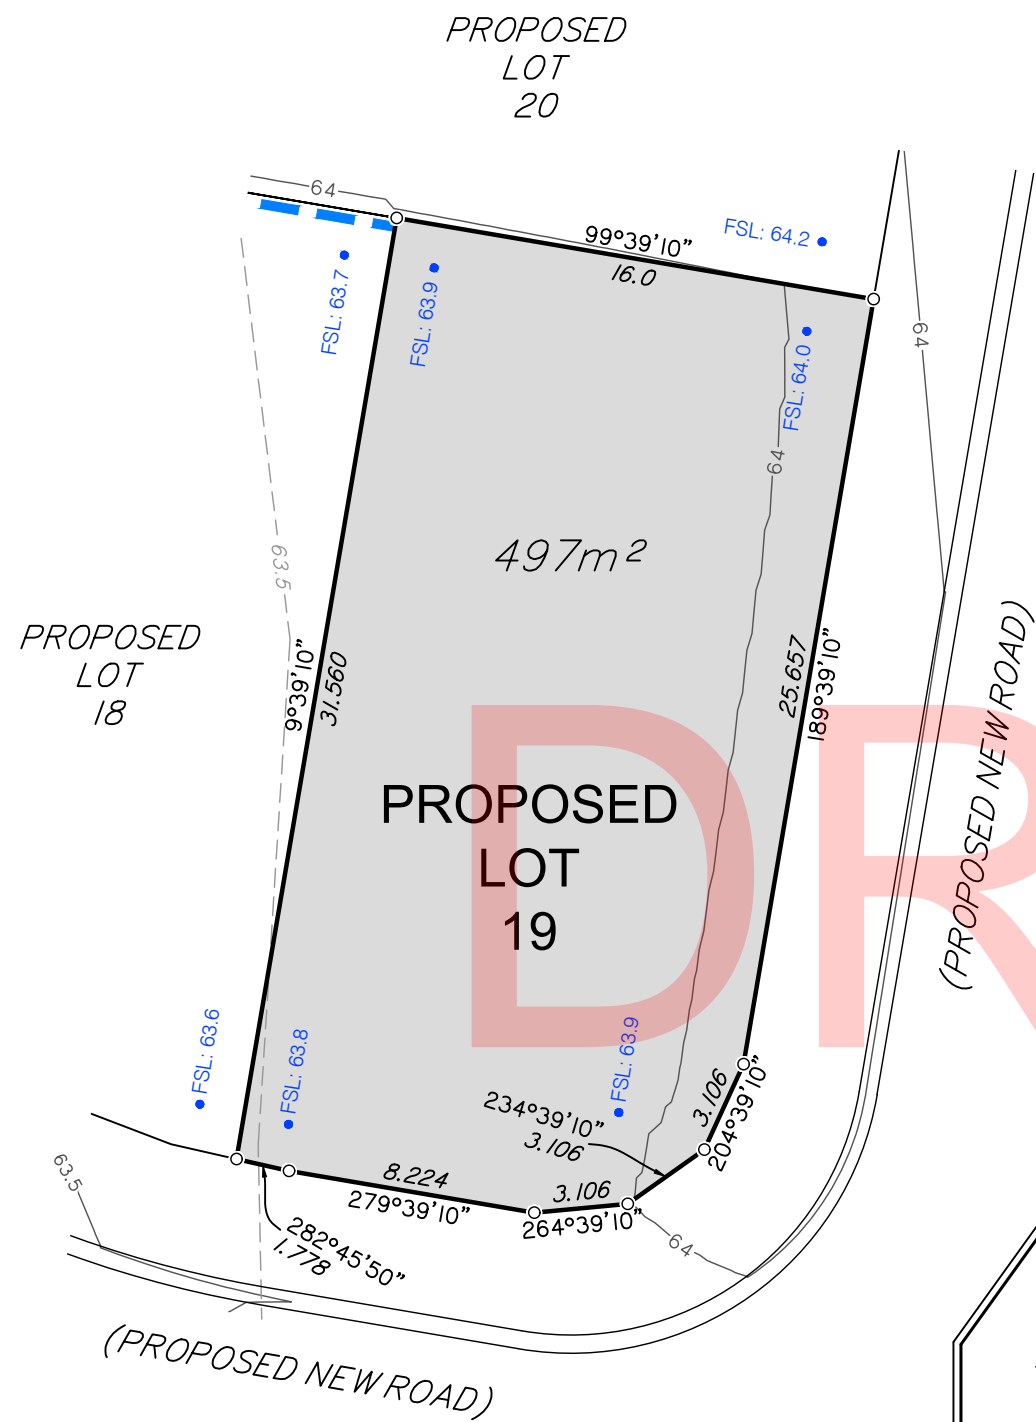 PROPOSED
LOT
20
64
99°39'10"
16.0
FSL: 64.2
FSL: 63.7
FSL: 63.9
FSL: 64.0
64
64
63.5
497m²
PROPOSED
LOT
18
9°39'10"
31.560
25.657
189°39'10"
(PROPOSED NEW ROAD)
DR
PROPOSED
LOT
19
FSL: 63.6
FSL: 63.8
FSL: 63.9
234°39'10"
3.106
3.106
204°39'10"
8.224
279°39'10"
3.106
264°39'10"
63.5
282°45'50"
1.778
64
(PROPOSED NEW ROAD)